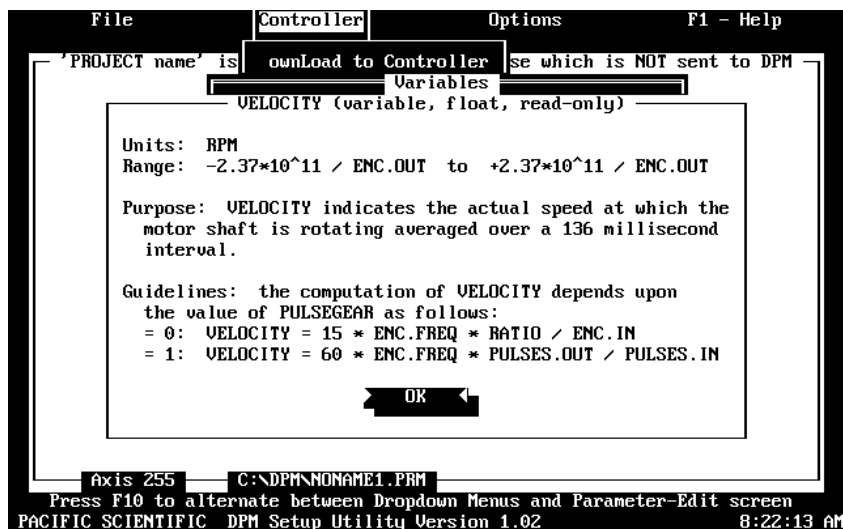 File Controller Options F1 - Help
'PROJECT name' is ownLoad to Controller se which is NOT sent to DPM
Variables
VELOCITY (variable, float, read-only)
Units: RPM
Range: -2.37*10^11 / ENC.OUT to +2.37*10^11 / ENC.OUT
Purpose: VELOCITY indicates the actual speed at which the
motor shaft is rotating averaged over a 136 millisecond
interval.
Guidelines: the computation of VELOCITY depends upon
the value of PULSEGEAR as follows:
= 0: VELOCITY = 15 * ENC.FREQ * RATIO / ENC.IN
= 1: VELOCITY = 60 * ENC.FREQ * PULSES.OUT / PULSES.IN
OK
Axis 255 C:\DPM\NONAME1.PRM
Press F10 to alternate between Dropdown Menus and Parameter-Edit screen
PACIFIC SCIENTIFIC DPM Setup Utility Version 1.02 8:22:13 AM